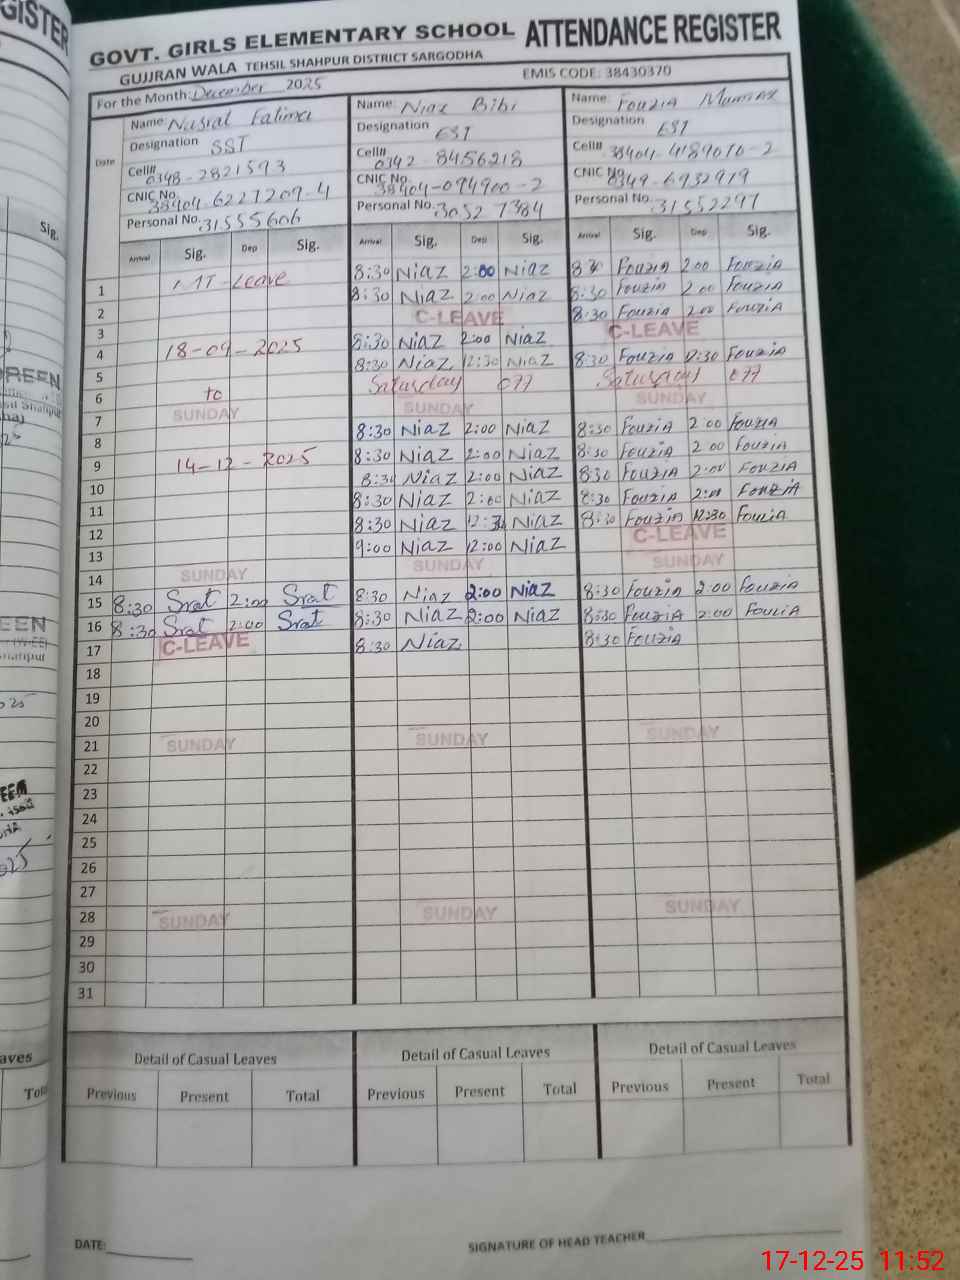 GISTER
GOVT. GIRLS ELEMENTARY SCHOOL ATTENDANCE REGISTER
GUJJRAN WALA TEHSIL SHAHPUR DISTRICT SARGODHA
EMIS CODE: 38430370
For the Month: December 2025
Date
Name: Nusrat Fatima
Designation SST
Cell# 0348-2821593
CNIC No. 38404-6227209-4
Personal No. 31555606
Name: Niaz Bibi
Designation EST
Cell# 0342-8456218
CNIC No. 38404-0749-2
Personal No. 30527384
Name: Fouzia Mumtaz
Designation EST
Cell# 38404-4189070-2
CNIC No. 0349-6932919
Personal No. 31552297
Arrival Sig. Dep Sig. Arrival Sig. Dep Sig. Arrival Sig. Dep Sig.
1 MT-Leave 8:30 Niaz 2:00 Niaz 8:30 Fouzia 2:00 Fouzia
2 8:30 Niaz 2:00 Niaz 8:30 Fouzia 2:00 Fouzia
3 C-LEAVE 8:30 Fouzia 2:00 Fouzia
4 18-09-2025 8:30 Niaz 2:00 Niaz C-LEAVE
5 8:30 Niaz 12:30 Niaz 8:30 Fouzia 12:30 Fouzia
6 to Saturday off Saturday off
7 SUNDAY SUNDAY SUNDAY
8 8:30 Niaz 2:00 Niaz 8:30 Fouzia 2:00 Fouzia
9 14-12-2025 8:30 Niaz 2:00 Niaz 8:30 Fouzia 2:00 Fouzia
10 8:30 Niaz 2:00 Niaz 8:30 Fouzia 2:00 Fouzia
11 8:30 Niaz 2:00 Niaz 8:30 Fouzia 2:00 Fouzia
12 8:30 Niaz 12:30 Niaz 8:30 Fouzia 12:30 Fouzia
13 9:00 Niaz 12:00 Niaz C-LEAVE
14 SUNDAY SUNDAY SUNDAY
15 8:30 Srat 2:00 Srat 8:30 Niaz 2:00 Niaz 8:30 Fouzia 2:00 Fouzia
16 8:30 Srat 2:00 Srat 8:30 Niaz 2:00 Niaz 8:30 Fouzia 2:00 Fouzia
17 C-LEAVE 8:30 Niaz 8:30 Fouzia
18
19
20
21 SUNDAY SUNDAY SUNDAY
22
23
24
25
26
27
28 SUNDAY SUNDAY SUNDAY
29
30
31
Detail of Casual Leaves Detail of Casual Leaves Detail of Casual Leaves
Previous Present Total Previous Present Total Previous Present Total
DATE:
SIGNATURE OF HEAD TEACHER
17-12-25 11:52